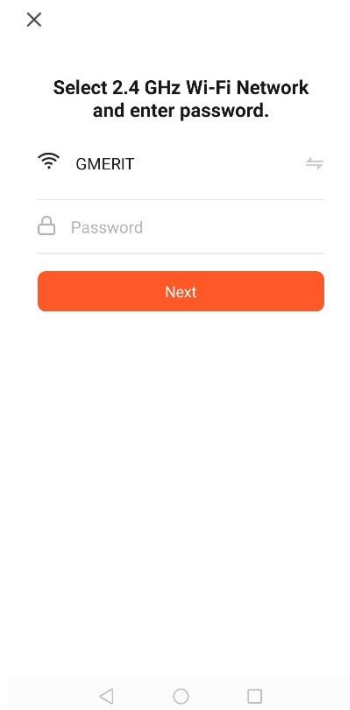 Select 2.4 GHz Wi-Fi Network
and enter password.
GMERIT
Password
Next